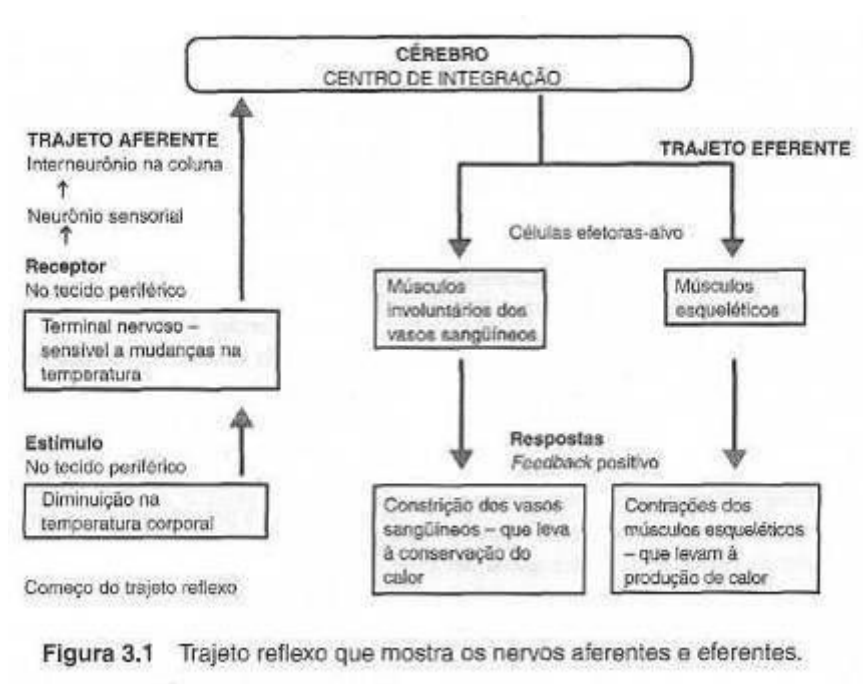 CÉREBRO
CENTRO DE INTEGRAÇÃO
TRAJETO AFERENTE
Interneurônio na coluna
↑
Neurônio sensorial
↑
Receptor
No tecido periférico
Terminal nervoso –
sensível a mudanças na
temperatura
Estímulo
No tecido periférico
Diminuição na
temperatura corporal
Começo do trajeto reflexo
TRAJETO EFERENTE
Células efetoras-alvo
Músculos
involuntários dos
vasos sangüíneos
Músculos
esqueléticos
Respostas
Feedback positivo
Constrição dos vasos
sangüíneos – que leva
à conservação do
calor
Contrações dos
músculos esqueléticos
– que levam à
produção de calor
Figura 3.1 Trajeto reflexo que mostra os nervos aferentes e eferentes.